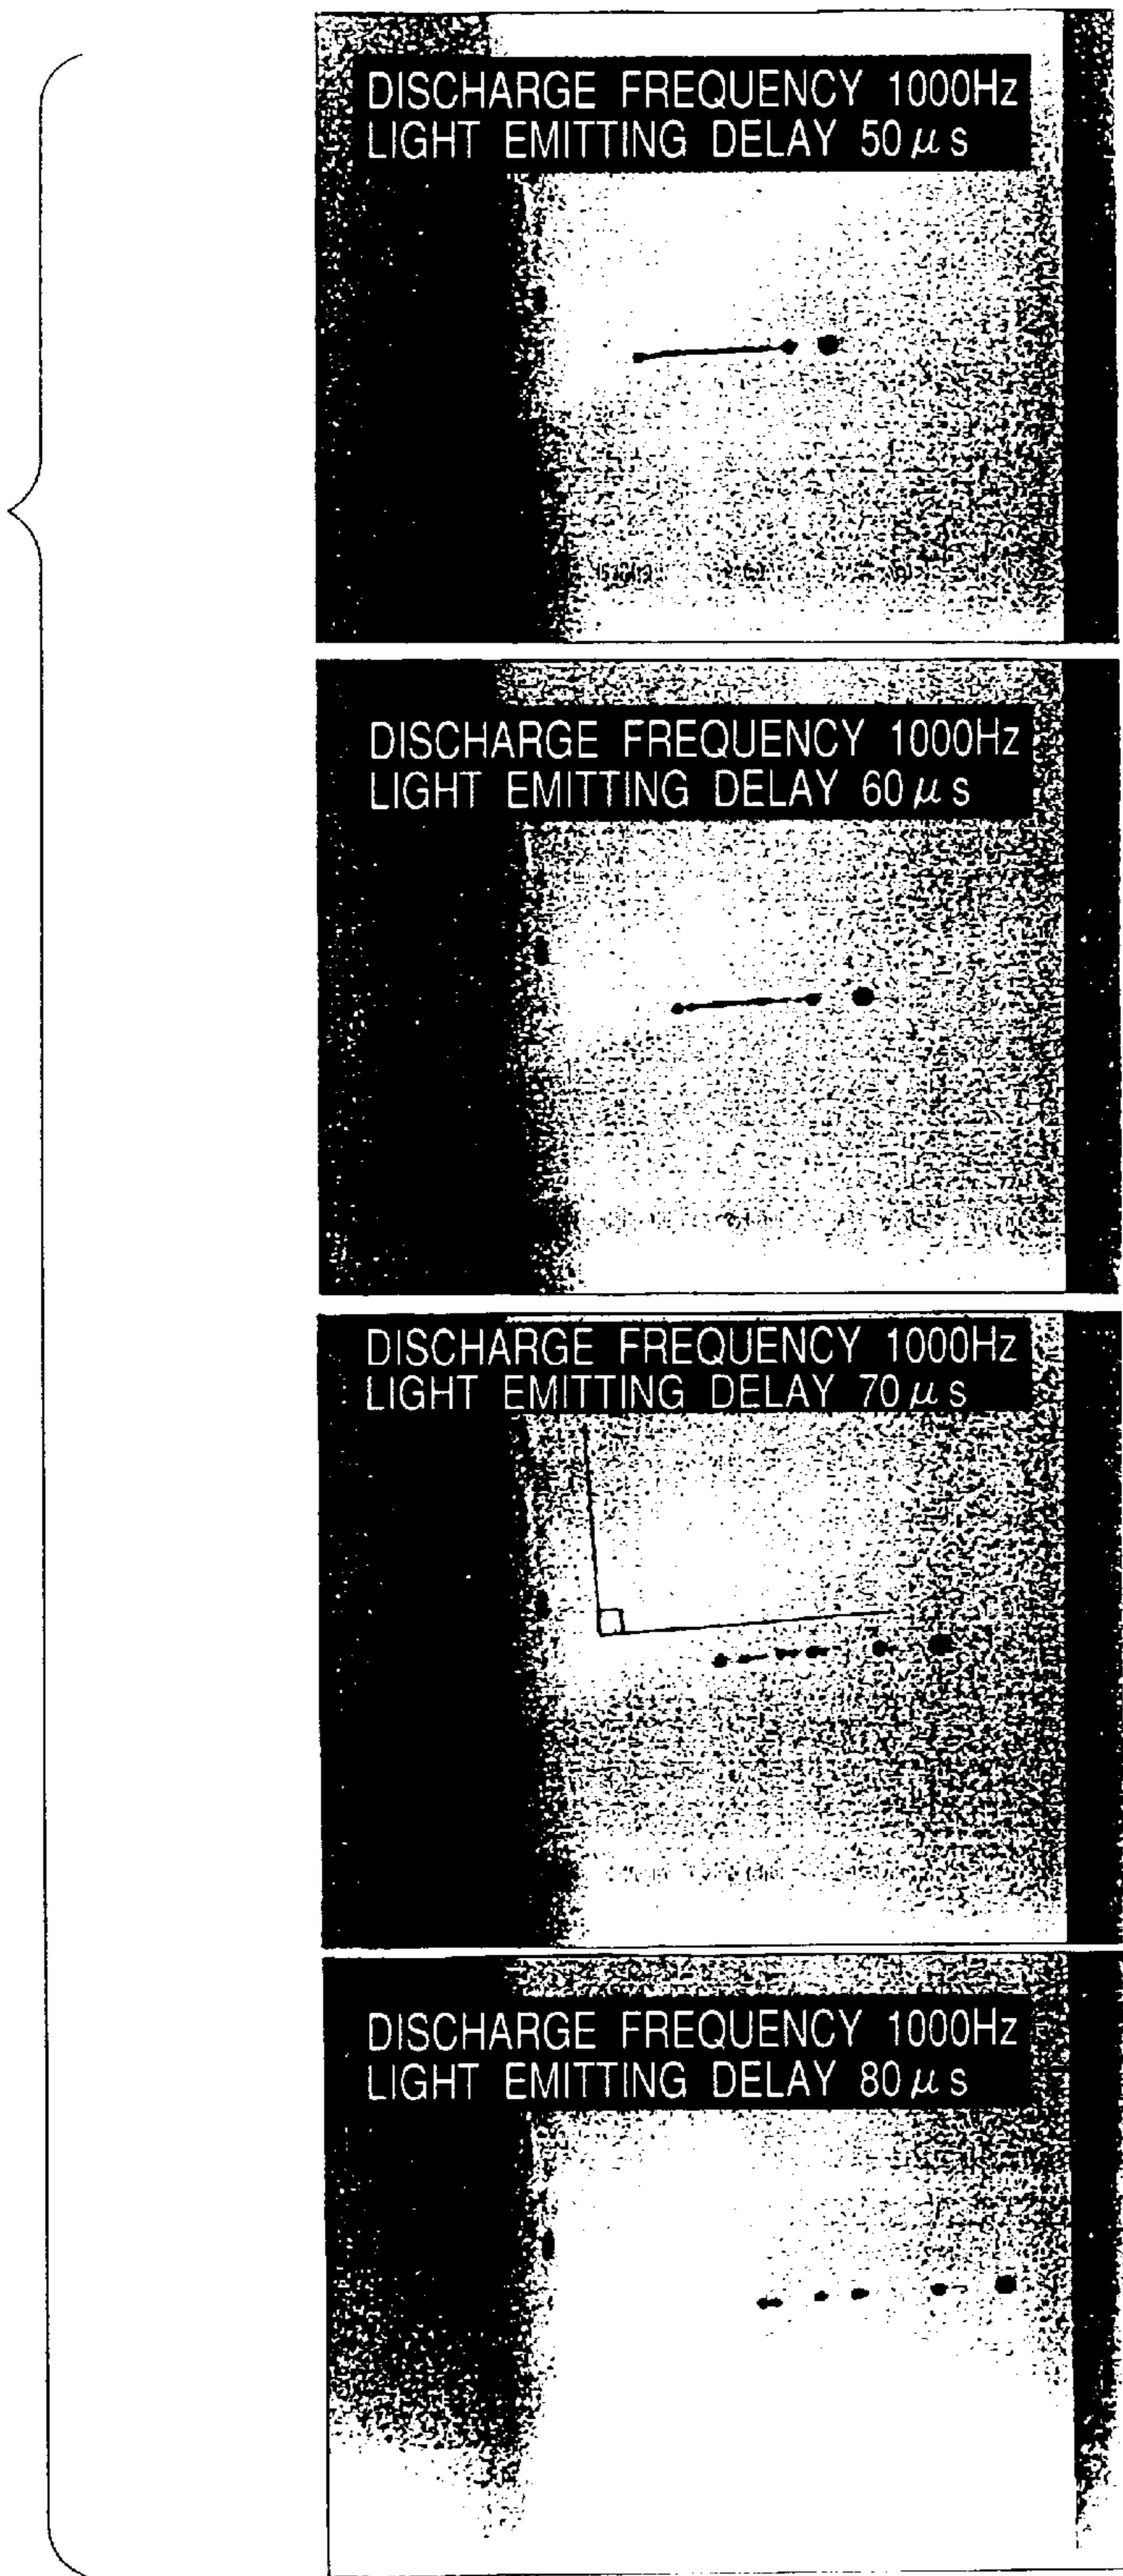 DISCHARGE FREQUENCY 1000Hz
LIGHT EMITTING DELAY 50μs
DISCHARGE FREQUENCY 1000Hz
LIGHT EMITTING DELAY 60μs
DISCHARGE FREQUENCY 1000Hz
LIGHT EMITTING DELAY 70μs
DISCHARGE FREQUENCY 1000Hz
LIGHT EMITTING DELAY 80μs